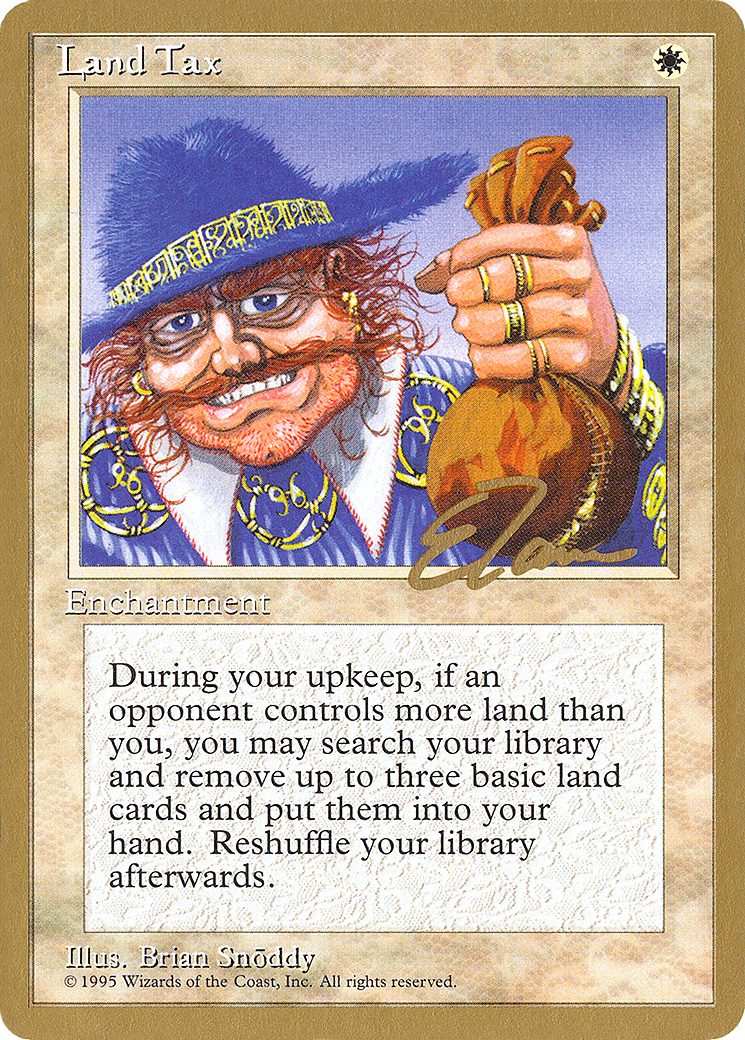 Land Tax
Enchantment
During your upkeep, if an
opponent controls more land than
you, you may search your library
and remove up to three basic land
cards and put them into your
hand. Reshuffle your library
afterwards.
Illus. Brian Snōddy
© 1995 Wizards of the Coast, Inc. All rights reserved.